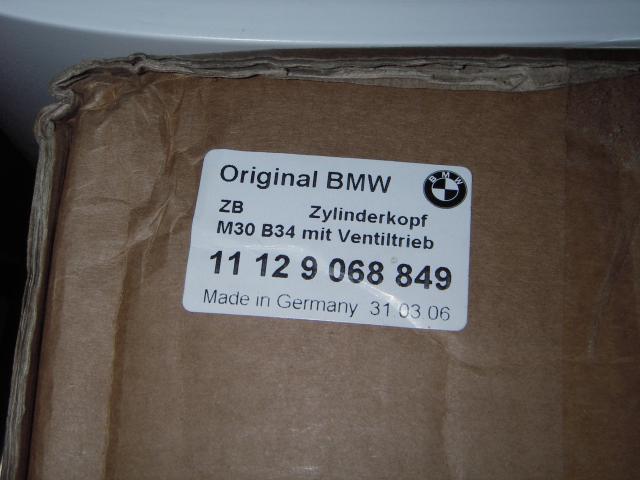 Original BMW
BMW
ZB Zylinderkopf
M30 B34 mit Ventiltrieb
11 12 9 068 849
Made in Germany 31.03.06